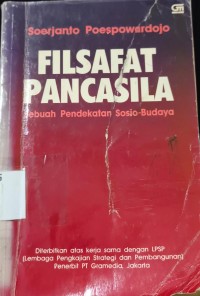 GM
Soerjanto Poespowardojo
FILSAFAT
PANCASILA
Sebuah Pendekatan Sosio-Budaya
Diterbitkan atas kerja sama dengan LPSP
(Lembaga Pengkajian Strategi dan Pembangunan)
Penerbit PT Gramedia, Jakarta